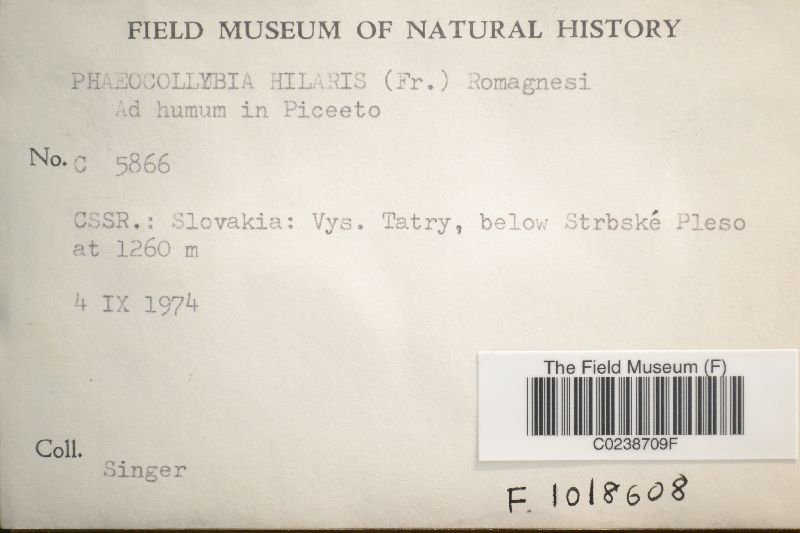 FIELD MUSEUM OF NATURAL HISTORY
PHAEOCOLLYBIA HILARIS (Fr.) Romagnesi
Ad humum in Piceeto
No. C 5866
CSSR.: Slovakia: Vys. Tatry, below Strbské Pleso
at 1260 m
4 IX 1974
The Field Museum (F)
C0238709F
Coll. Singer
F. 1018608